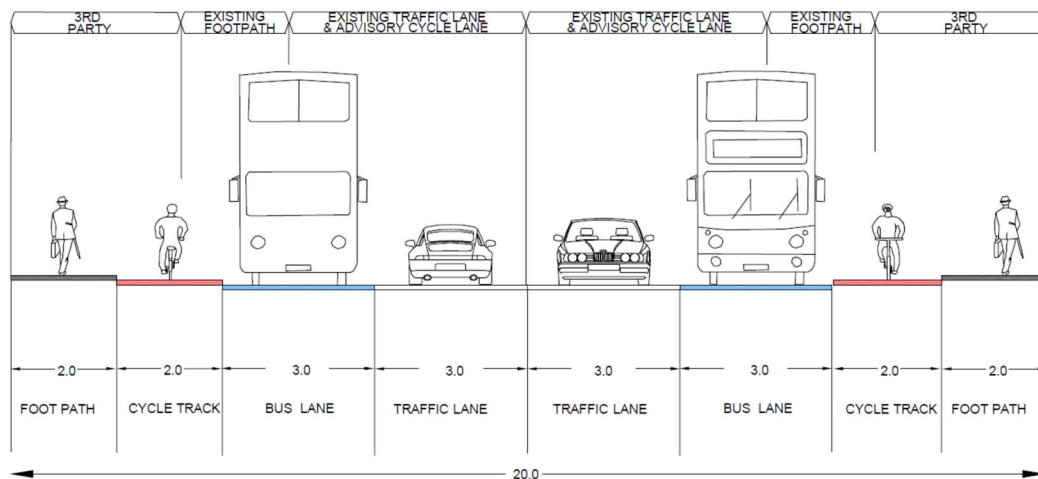 3RD
PARTY
EXISTING
FOOTPATH
EXISTING TRAFFIC LANE
& ADVISORY CYCLE LANE
EXISTING TRAFFIC LANE
& ADVISORY CYCLE LANE
EXISTING
FOOTPATH
3RD
PARTY
2.0
2.0
3.0
3.0
3.0
3.0
2.0
2.0
FOOT PATH
CYCLE TRACK
BUS LANE
TRAFFIC LANE
TRAFFIC LANE
BUS LANE
CYCLE TRACK
FOOT PATH
20.0